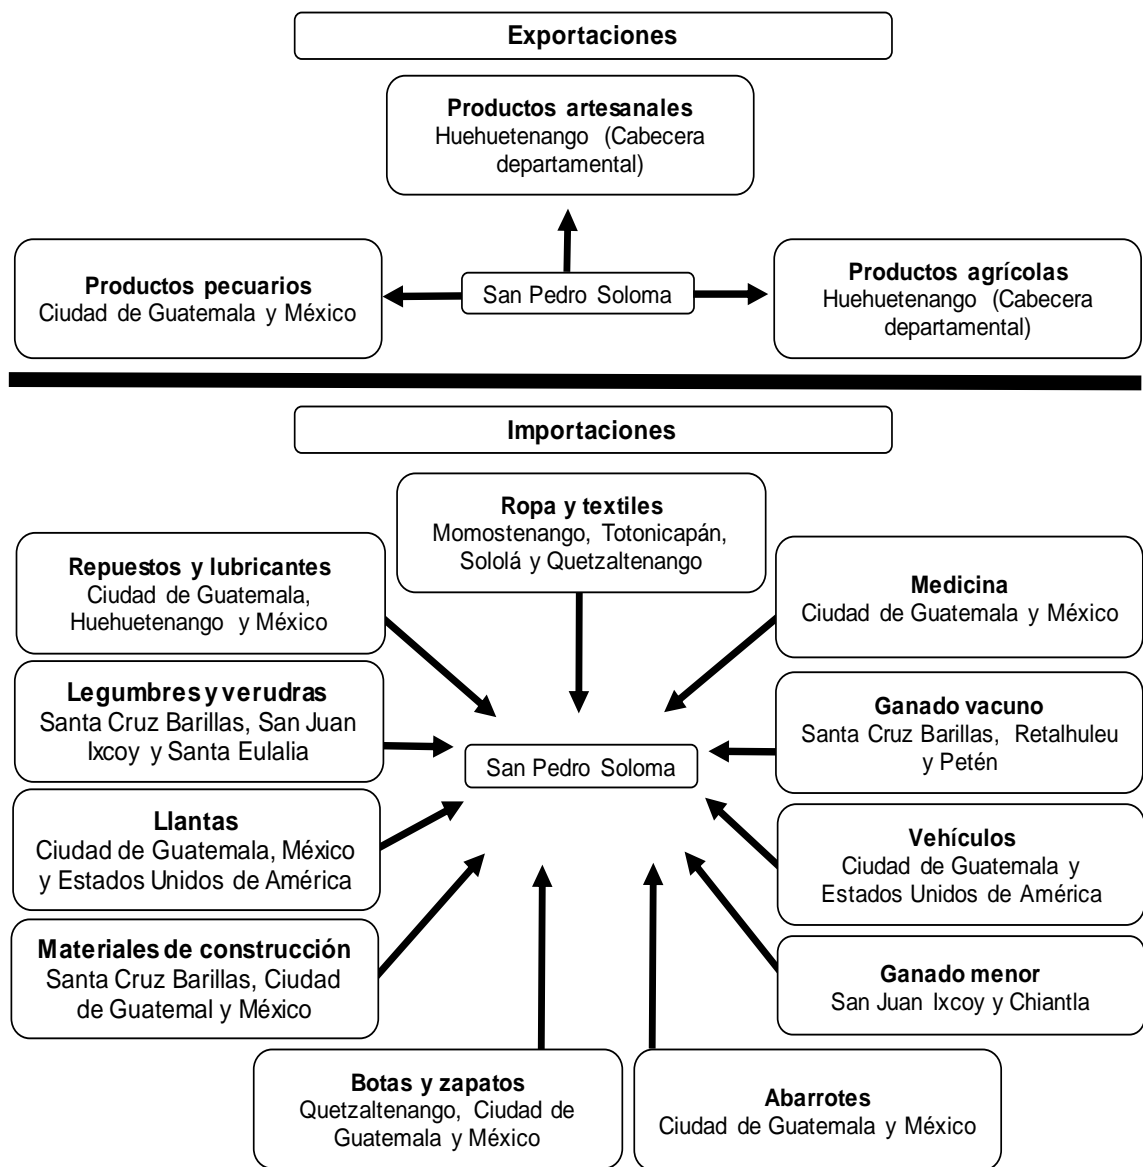 Exportaciones
Productos artesanales
Huehuetenango (Cabecera
departamental)
Productos pecuarios
Ciudad de Guatemala y México
San Pedro Soloma
Productos agrícolas
Huehuetenango (Cabecera
departamental)
Importaciones
Ropa y textiles
Momostenango, Totonicapán,
Sololá y Quetzaltenango
Repuestos y lubricantes
Ciudad de Guatemala,
Huehuetenango y México
Medicina
Ciudad de Guatemala y México
Legumbres y verudras
Santa Cruz Barillas, San Juan
Ixcoy y Santa Eulalia
San Pedro Soloma
Ganado vacuno
Santa Cruz Barillas, Retalhuleu
y Petén
Llantas
Ciudad de Guatemala, México
y Estados Unidos de América
Vehículos
Ciudad de Guatemala y
Estados Unidos de América
Materiales de construcción
Santa Cruz Barillas, Ciudad
de Guatemal y México
Ganado menor
San Juan Ixcoy y Chiantla
Botas y zapatos
Quetzaltenango, Ciudad de
Guatemala y México
Abarrotes
Ciudad de Guatemala y México